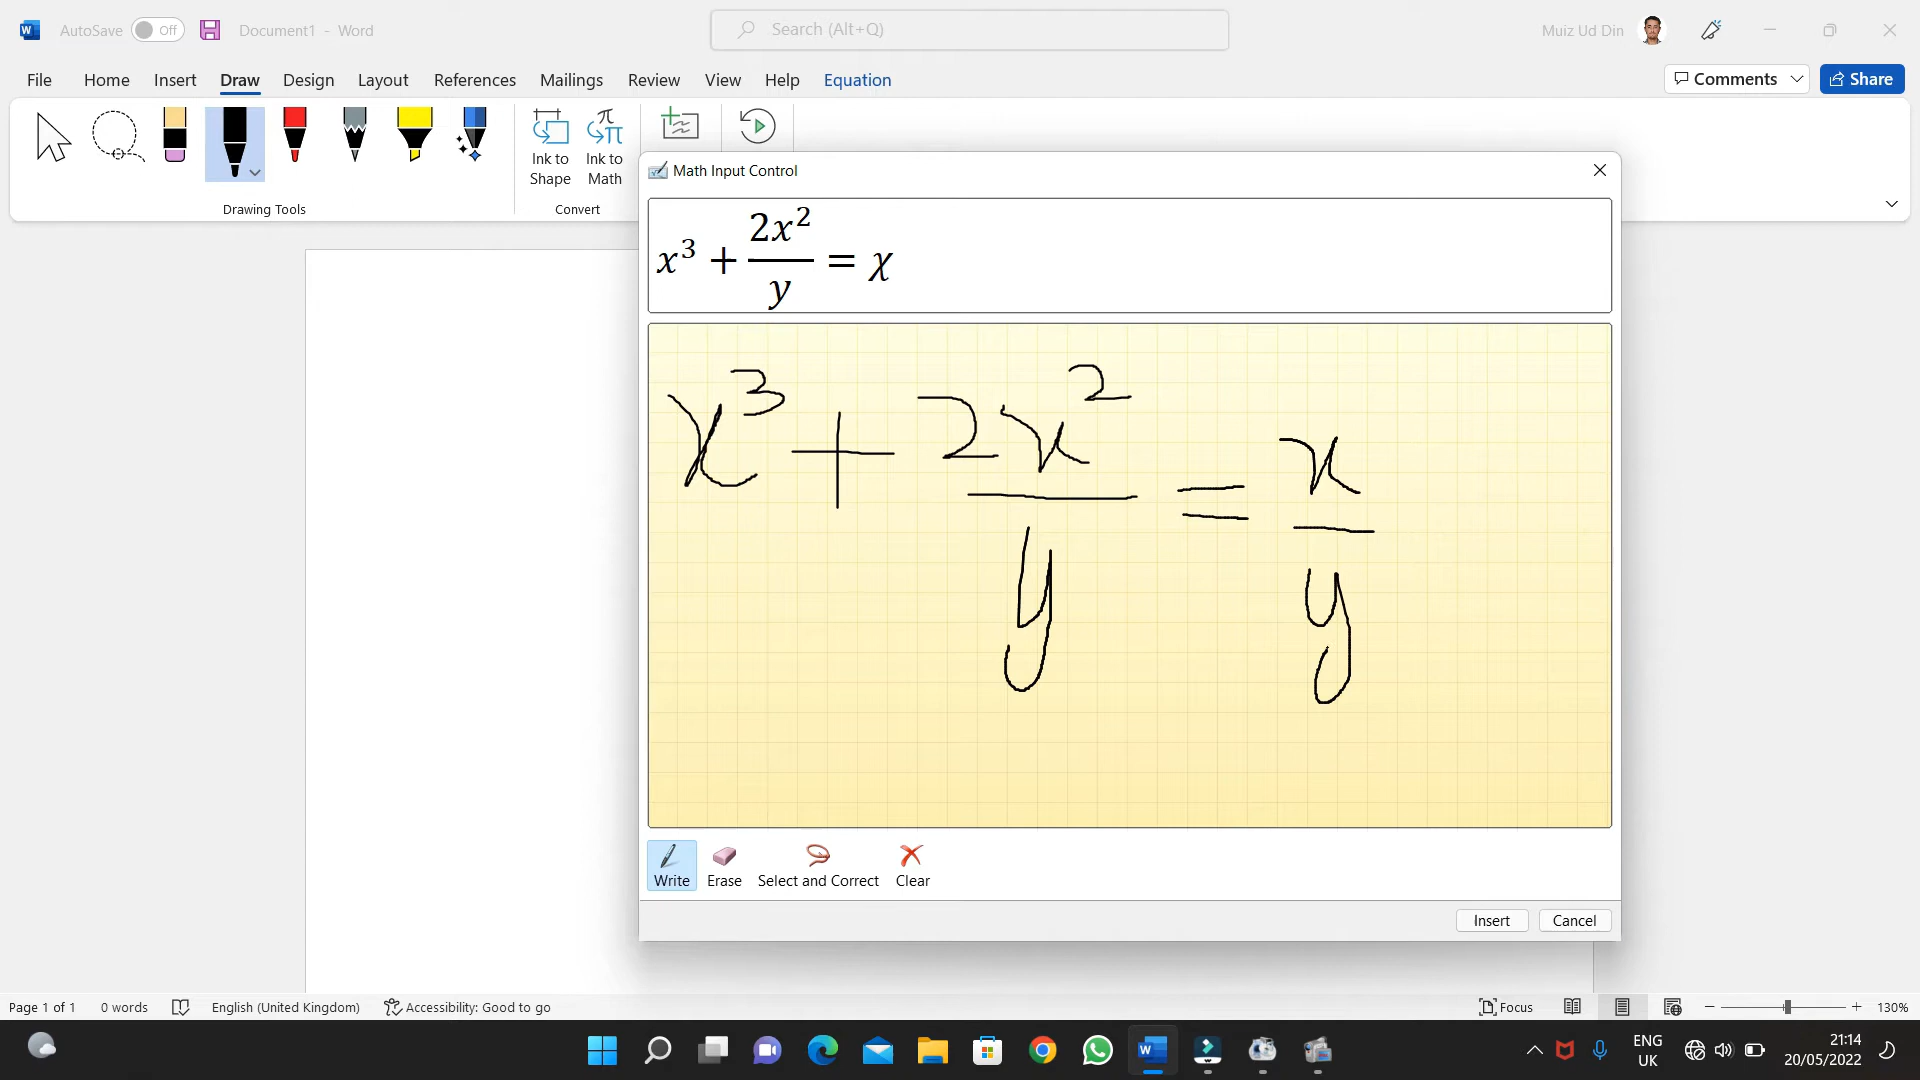 AutoSave Off Document1 - Word Search (Alt+Q) Muiz Ud Din
File Home Insert Draw Design Layout References Mailings Review View Help Equation Comments Share
Ink to Shape
Ink to Math
Drawing Tools Convert
Math Input Control
x³ + 2x²/y = χ
x³ + 2x²/y = x/y
Write Erase Select and Correct Clear
Insert Cancel
Page 1 of 1 0 words English (United Kingdom) Accessibility: Good to go Focus 130%
ENG UK
21:14
20/05/2022